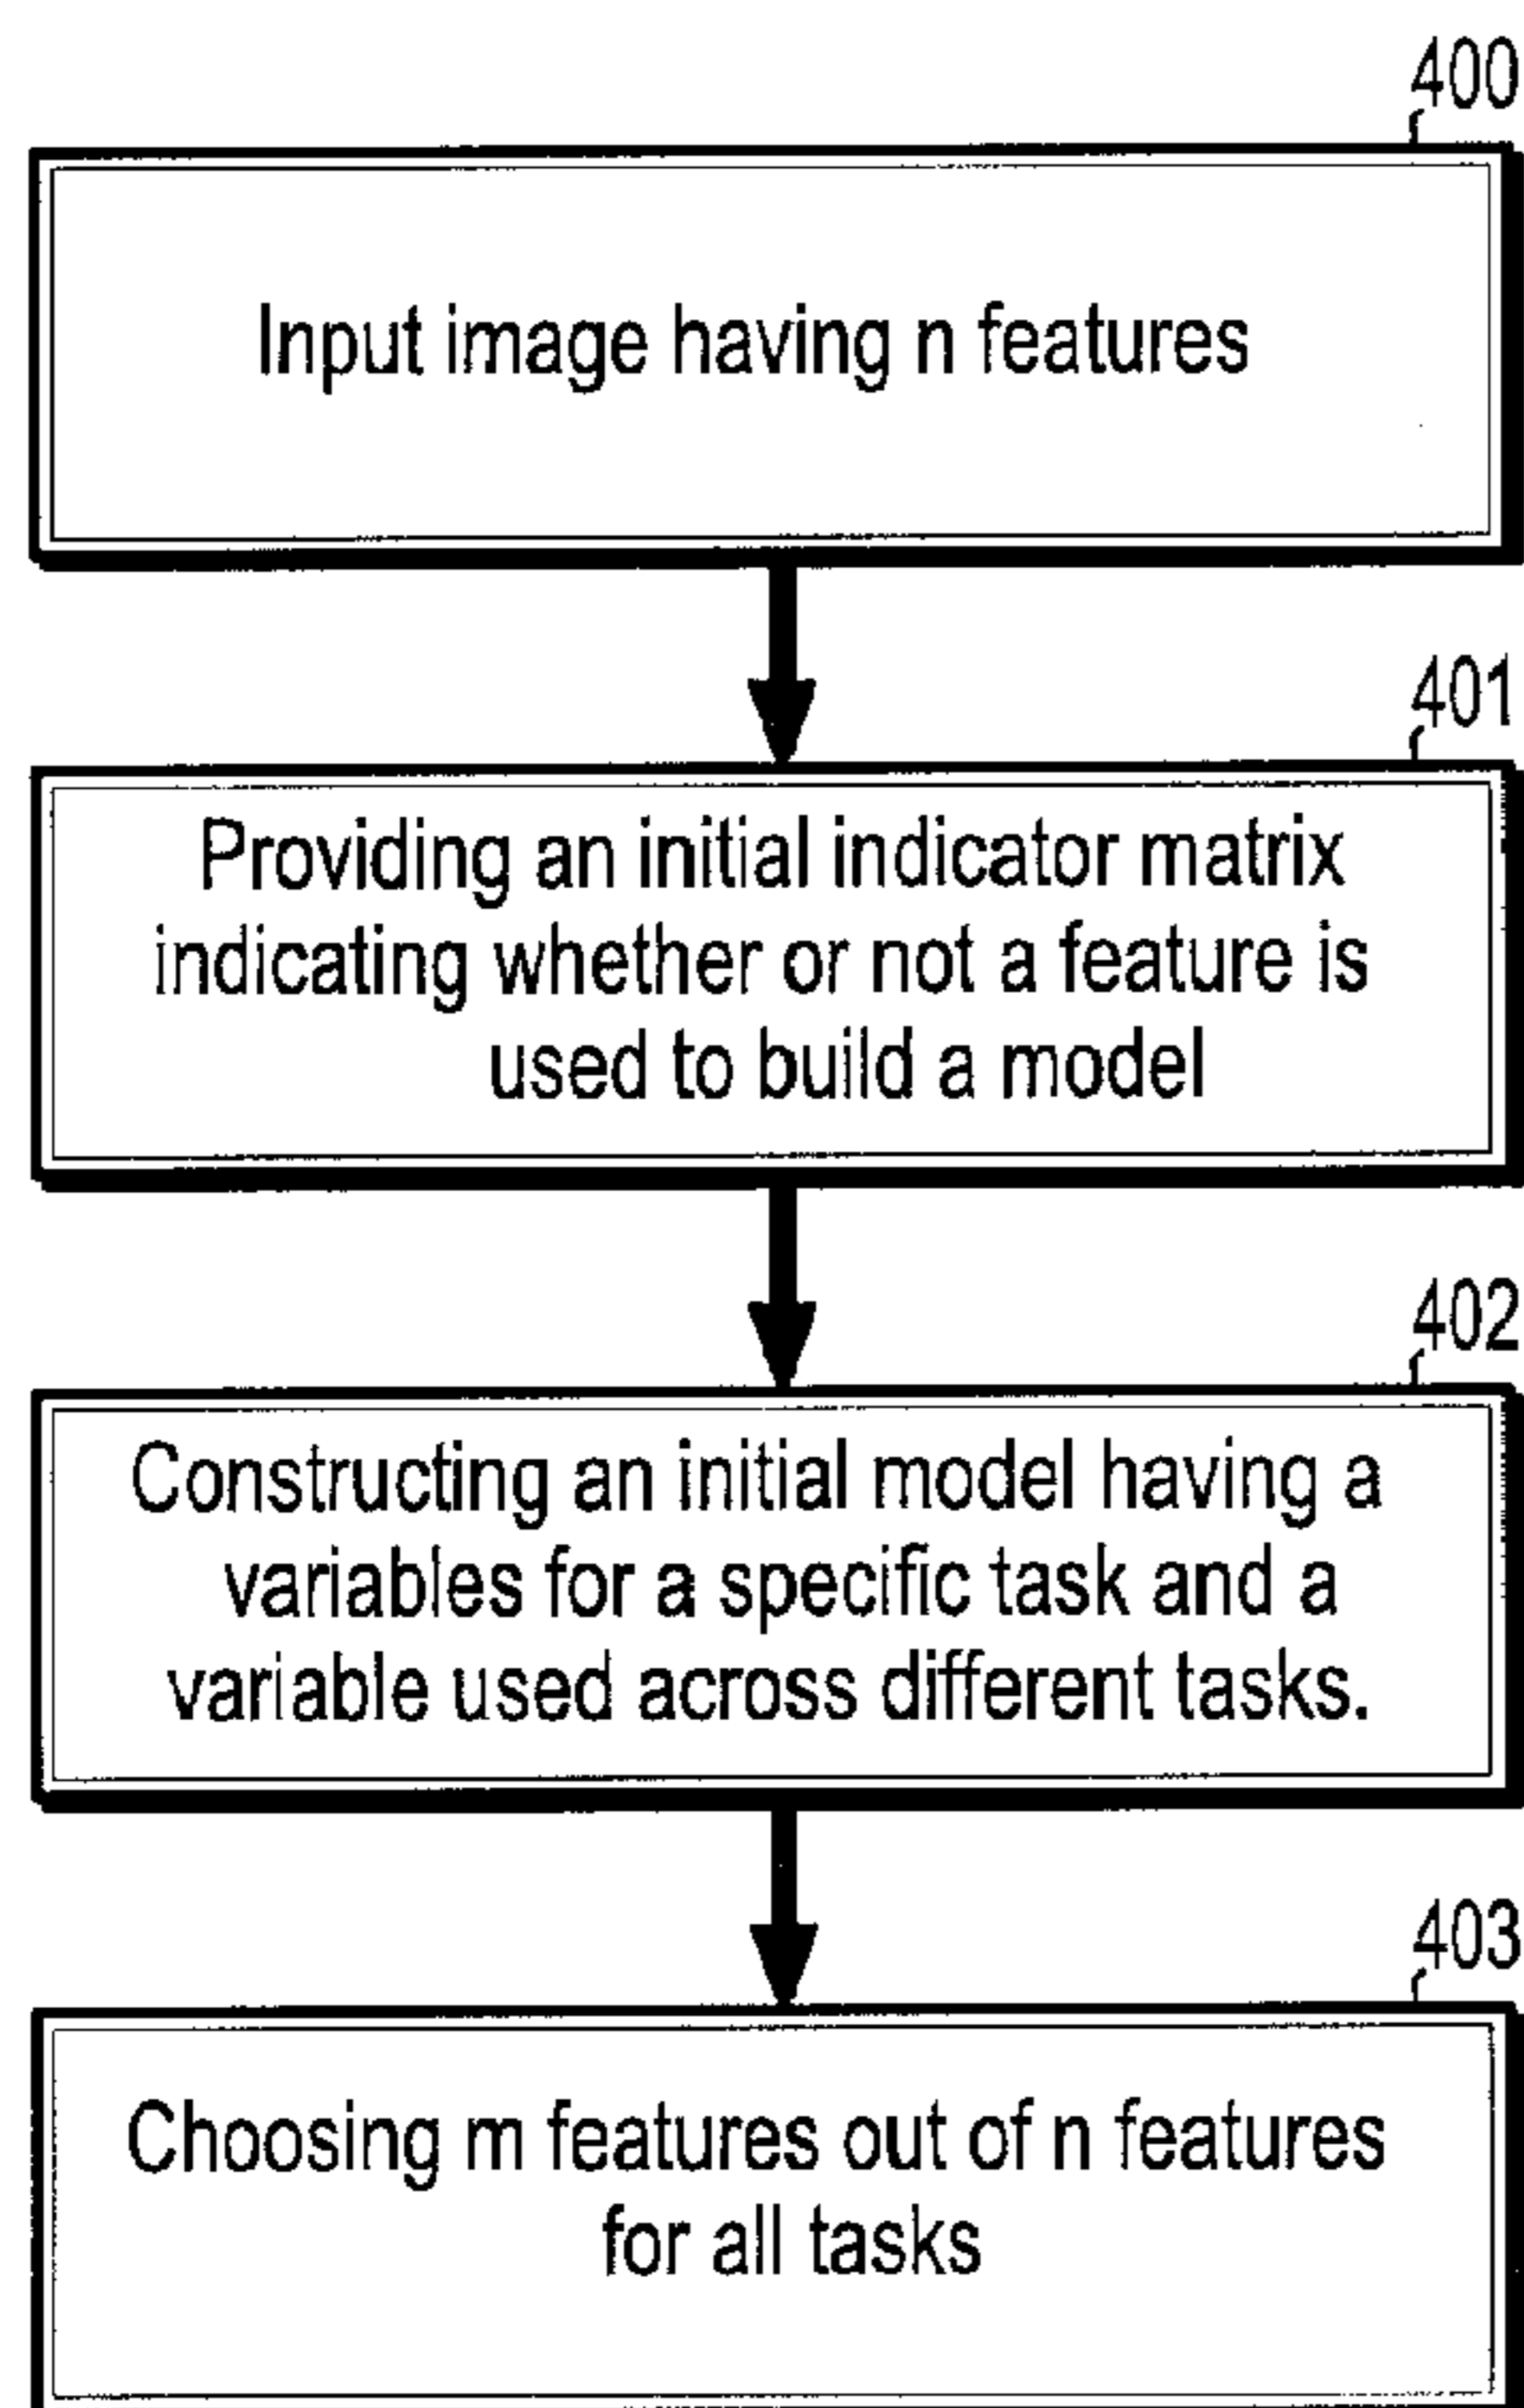 400
Input image having n features
401
Providing an initial indicator matrix
indicating whether or not a feature is
used to build a model
402
Constructing an initial model having a
variables for a specific task and a
variable used across different tasks.
403
Choosing m features out of n features
for all tasks